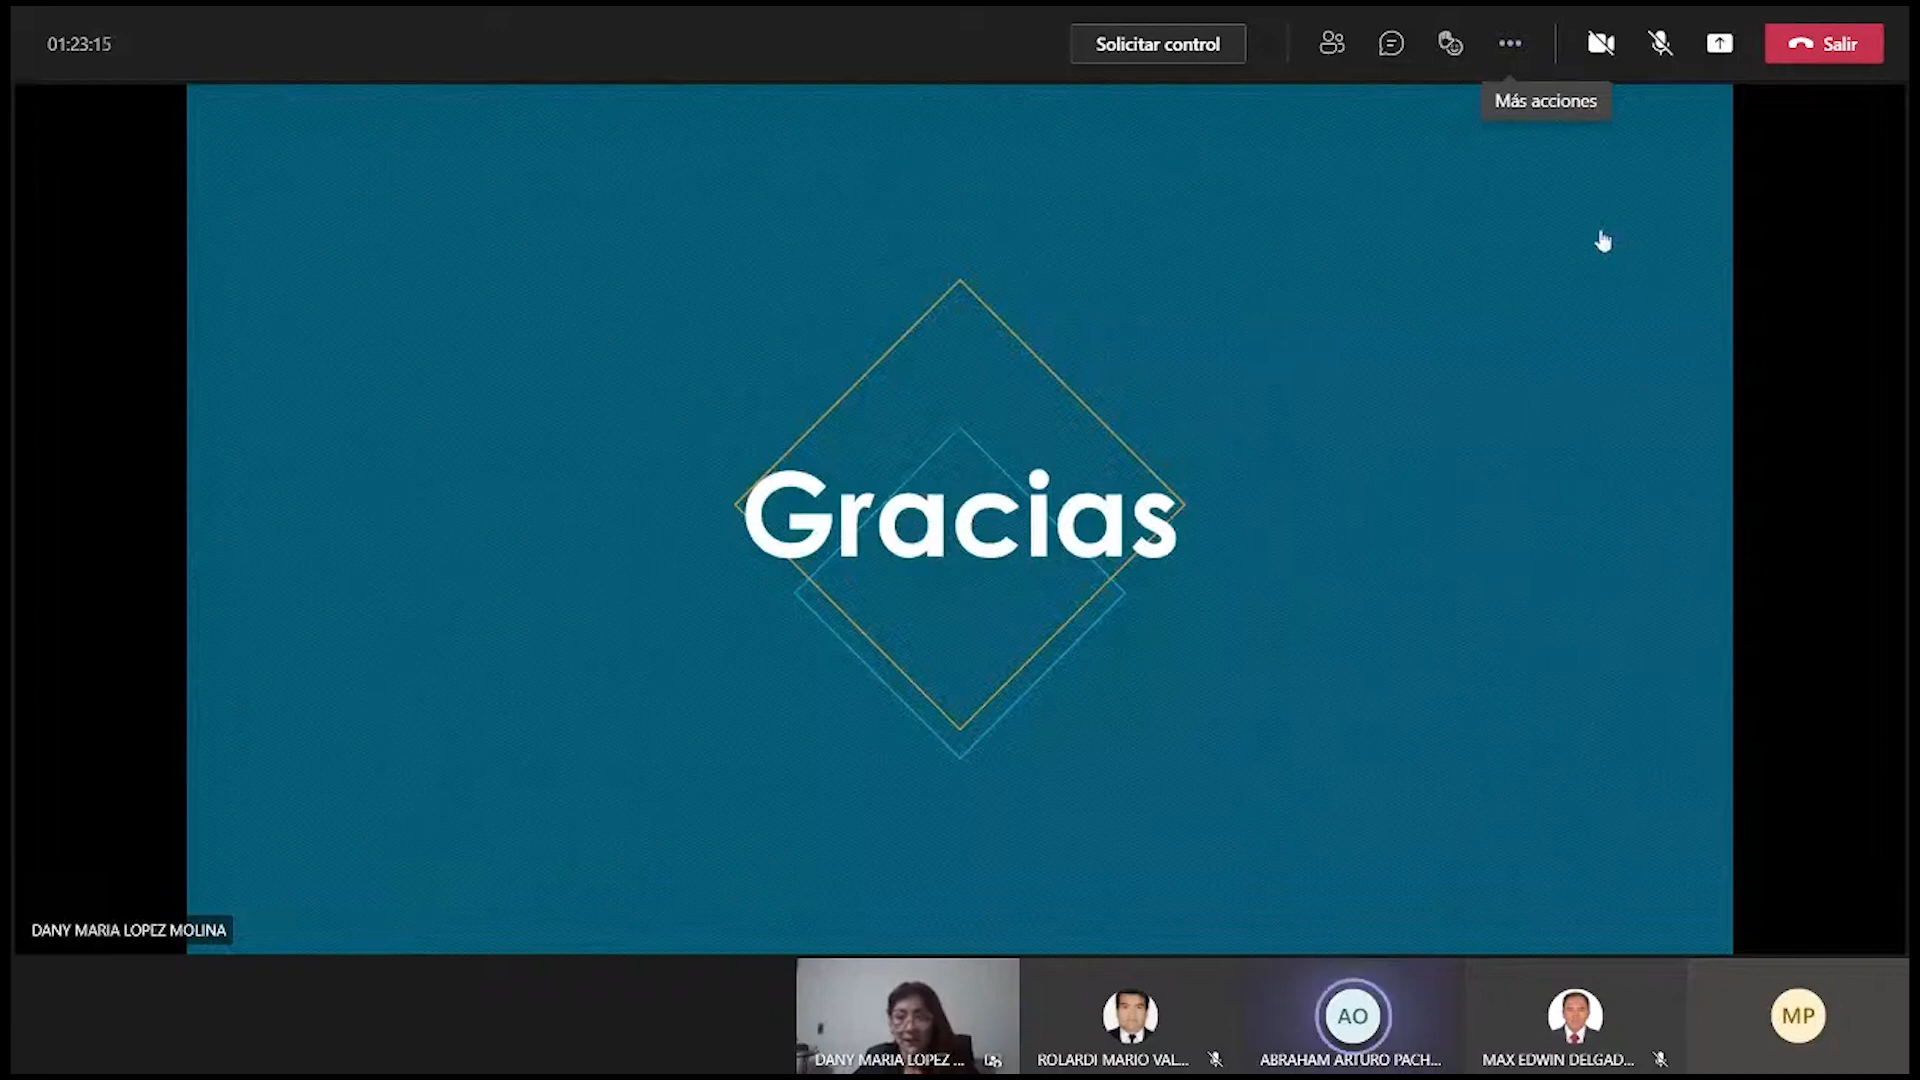 01:23:15
Solicitar control
Salir
Más acciones
Gracias
DANY MARIA LOPEZ MOLINA
DANY MARIA LOPEZ ...
ROLARDI MARIO VAL...
AO
ABRAHAM ARTURO PACH...
MAX EDWIN DELGAD...
MP